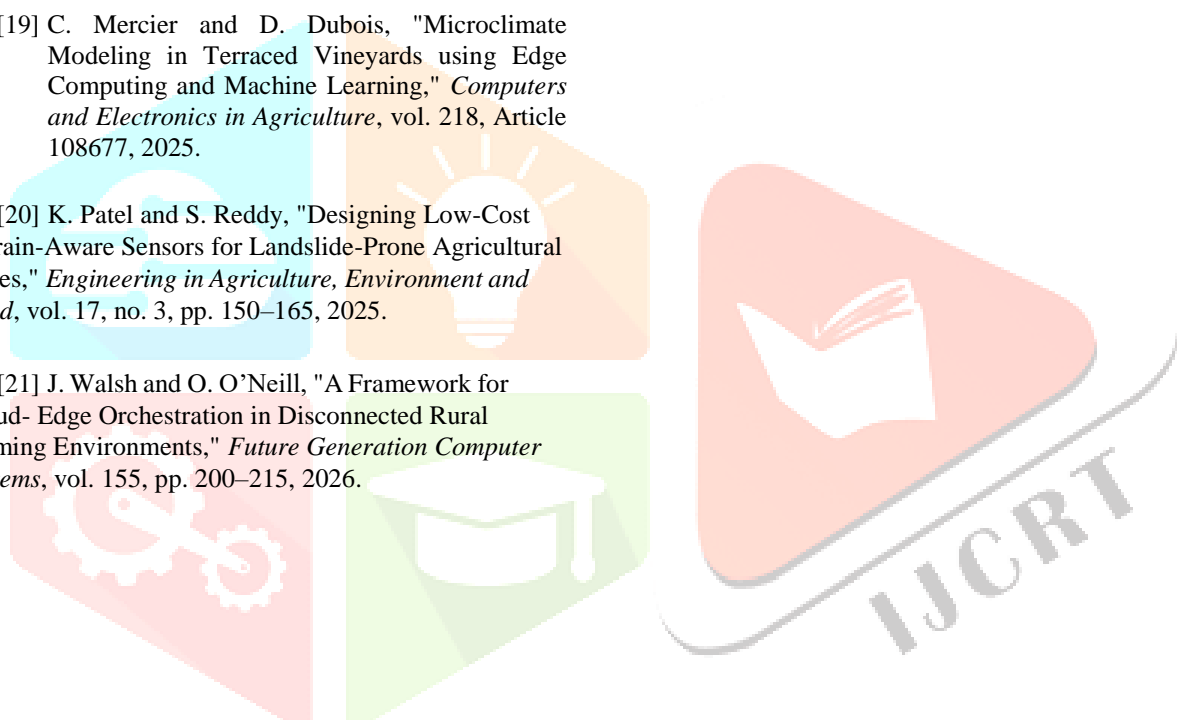 [19] C. Mercier and D. Dubois, "Microclimate
Modeling in Terraced Vineyards using Edge
Computing and Machine Learning," Computers
and Electronics in Agriculture, vol. 218, Article
108677, 2025.
[20] K. Patel and S. Reddy, "Designing Low-Cost
rain-Aware Sensors for Landslide-Prone Agricultural
es," Engineering in Agriculture, Environment and
d, vol. 17, no. 3, pp. 150–165, 2025.
[21] J. Walsh and O. O’Neill, "A Framework for
ud- Edge Orchestration in Disconnected Rural
ming Environments," Future Generation Computer
ems, vol. 155, pp. 200–215, 2026.
IJCRT